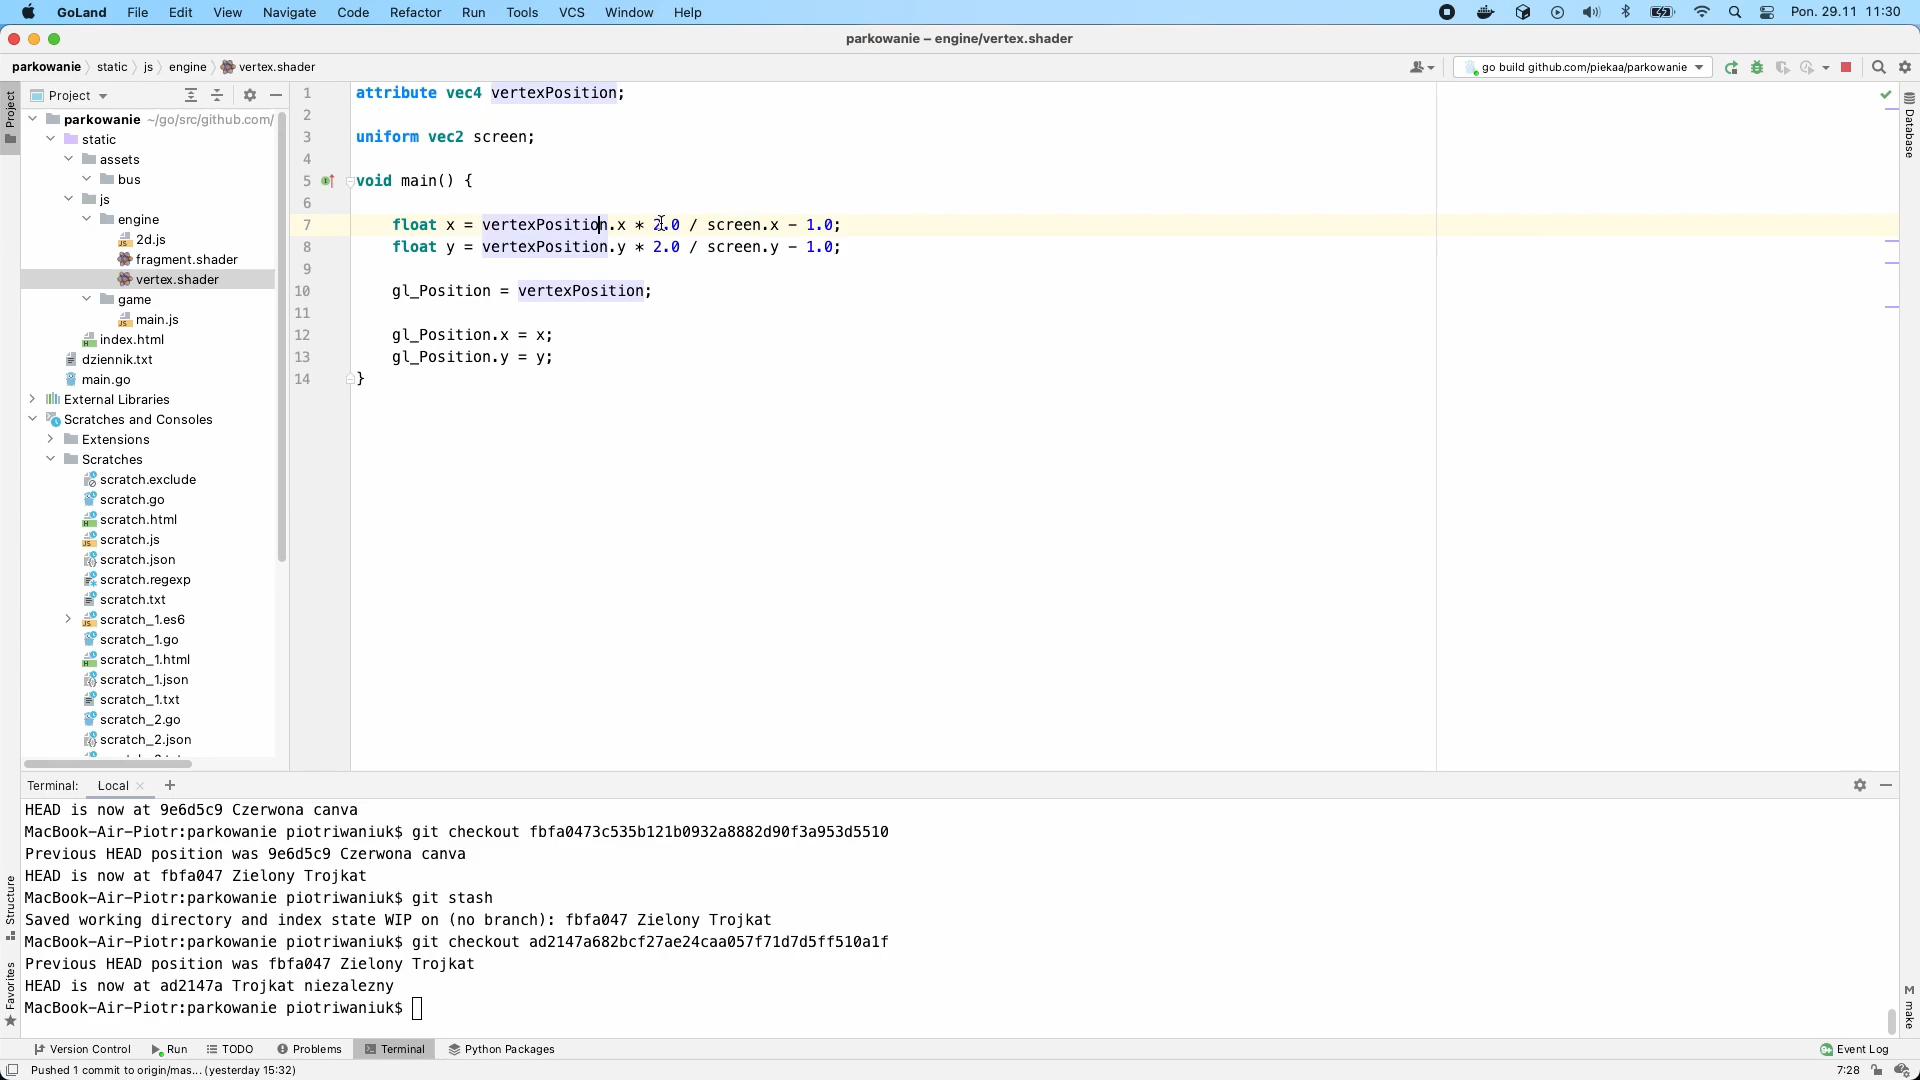 GoLand File Edit View Navigate Code Refactor Run Tools VCS Window Help Pon. 29.11 11:30
parkowanie – engine/vertex.shader
parkowanie static js engine vertex.shader go build github.com/piekaa/parkowanie
Project
Project
parkowanie ~/go/src/github.com/
static
assets
bus
js
engine
2d.js
fragment.shader
vertex.shader
game
main.js
index.html
dziennik.txt
main.go
External Libraries
Scratches and Consoles
Extensions
Scratches
scratch.exclude
scratch.go
scratch.html
scratch.js
scratch.json
scratch.regexp
scratch.txt
scratch_1.es6
scratch_1.go
scratch_1.html
scratch_1.json
scratch_1.txt
scratch_2.go
scratch_2.json
1 attribute vec4 vertexPosition;
2
3 uniform vec2 screen;
4
5 void main() {
6
7 float x = vertexPosition.x * 2.0 / screen.x - 1.0;
8 float y = vertexPosition.y * 2.0 / screen.y - 1.0;
9
10 gl_Position = vertexPosition;
11
12 gl_Position.x = x;
13 gl_Position.y = y;
14 }
Database
make
Structure
Favorites
Terminal: Local
HEAD is now at 9e6d5c9 Czerwona canva
MacBook-Air-Piotr:parkowanie piotriwaniuk$ git checkout fbfa0473c535b121b0932a8882d90f3a953d5510
Previous HEAD position was 9e6d5c9 Czerwona canva
HEAD is now at fbfa047 Zielony Trojkat
MacBook-Air-Piotr:parkowanie piotriwaniuk$ git stash
Saved working directory and index state WIP on (no branch): fbfa047 Zielony Trojkat
MacBook-Air-Piotr:parkowanie piotriwaniuk$ git checkout ad2147a682bcf27ae24caa057f71d7d5ff510a1f
Previous HEAD position was fbfa047 Zielony Trojkat
HEAD is now at ad2147a Trojkat niezalezny
MacBook-Air-Piotr:parkowanie piotriwaniuk$
Version Control Run TODO Problems Terminal Python Packages Event Log
Pushed 1 commit to origin/mas... (yesterday 15:32) 7:28